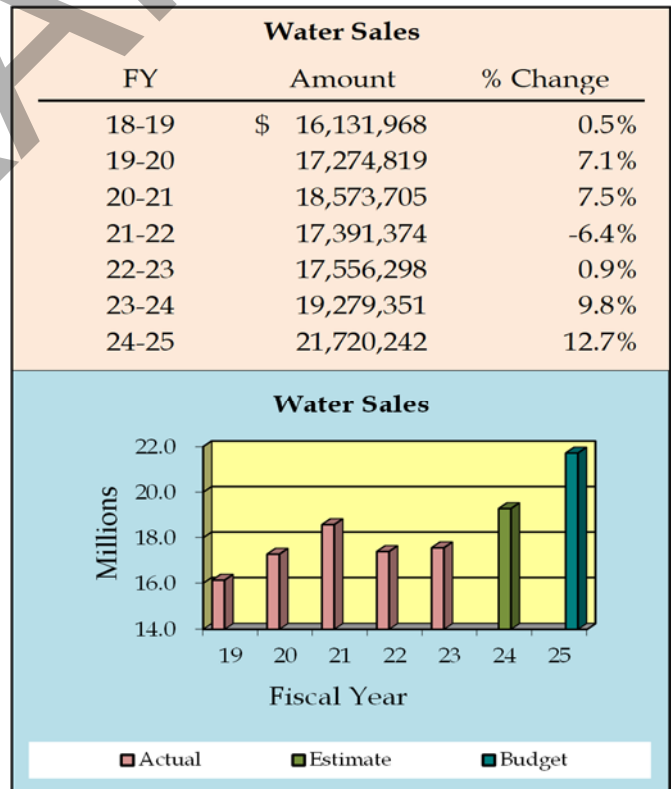 Water Sales
FY Amount % Change
18-19 $ 16,131,968 0.5%
19-20 17,274,819 7.1%
20-21 18,573,705 7.5%
21-22 17,391,374 -6.4%
22-23 17,556,298 0.9%
23-24 19,279,351 9.8%
24-25 21,720,242 12.7%
Water Sales
Millions
22.0
20.0
18.0
16.0
14.0
19 20 21 22 23 24 25
Fiscal Year
Actual Estimate Budget